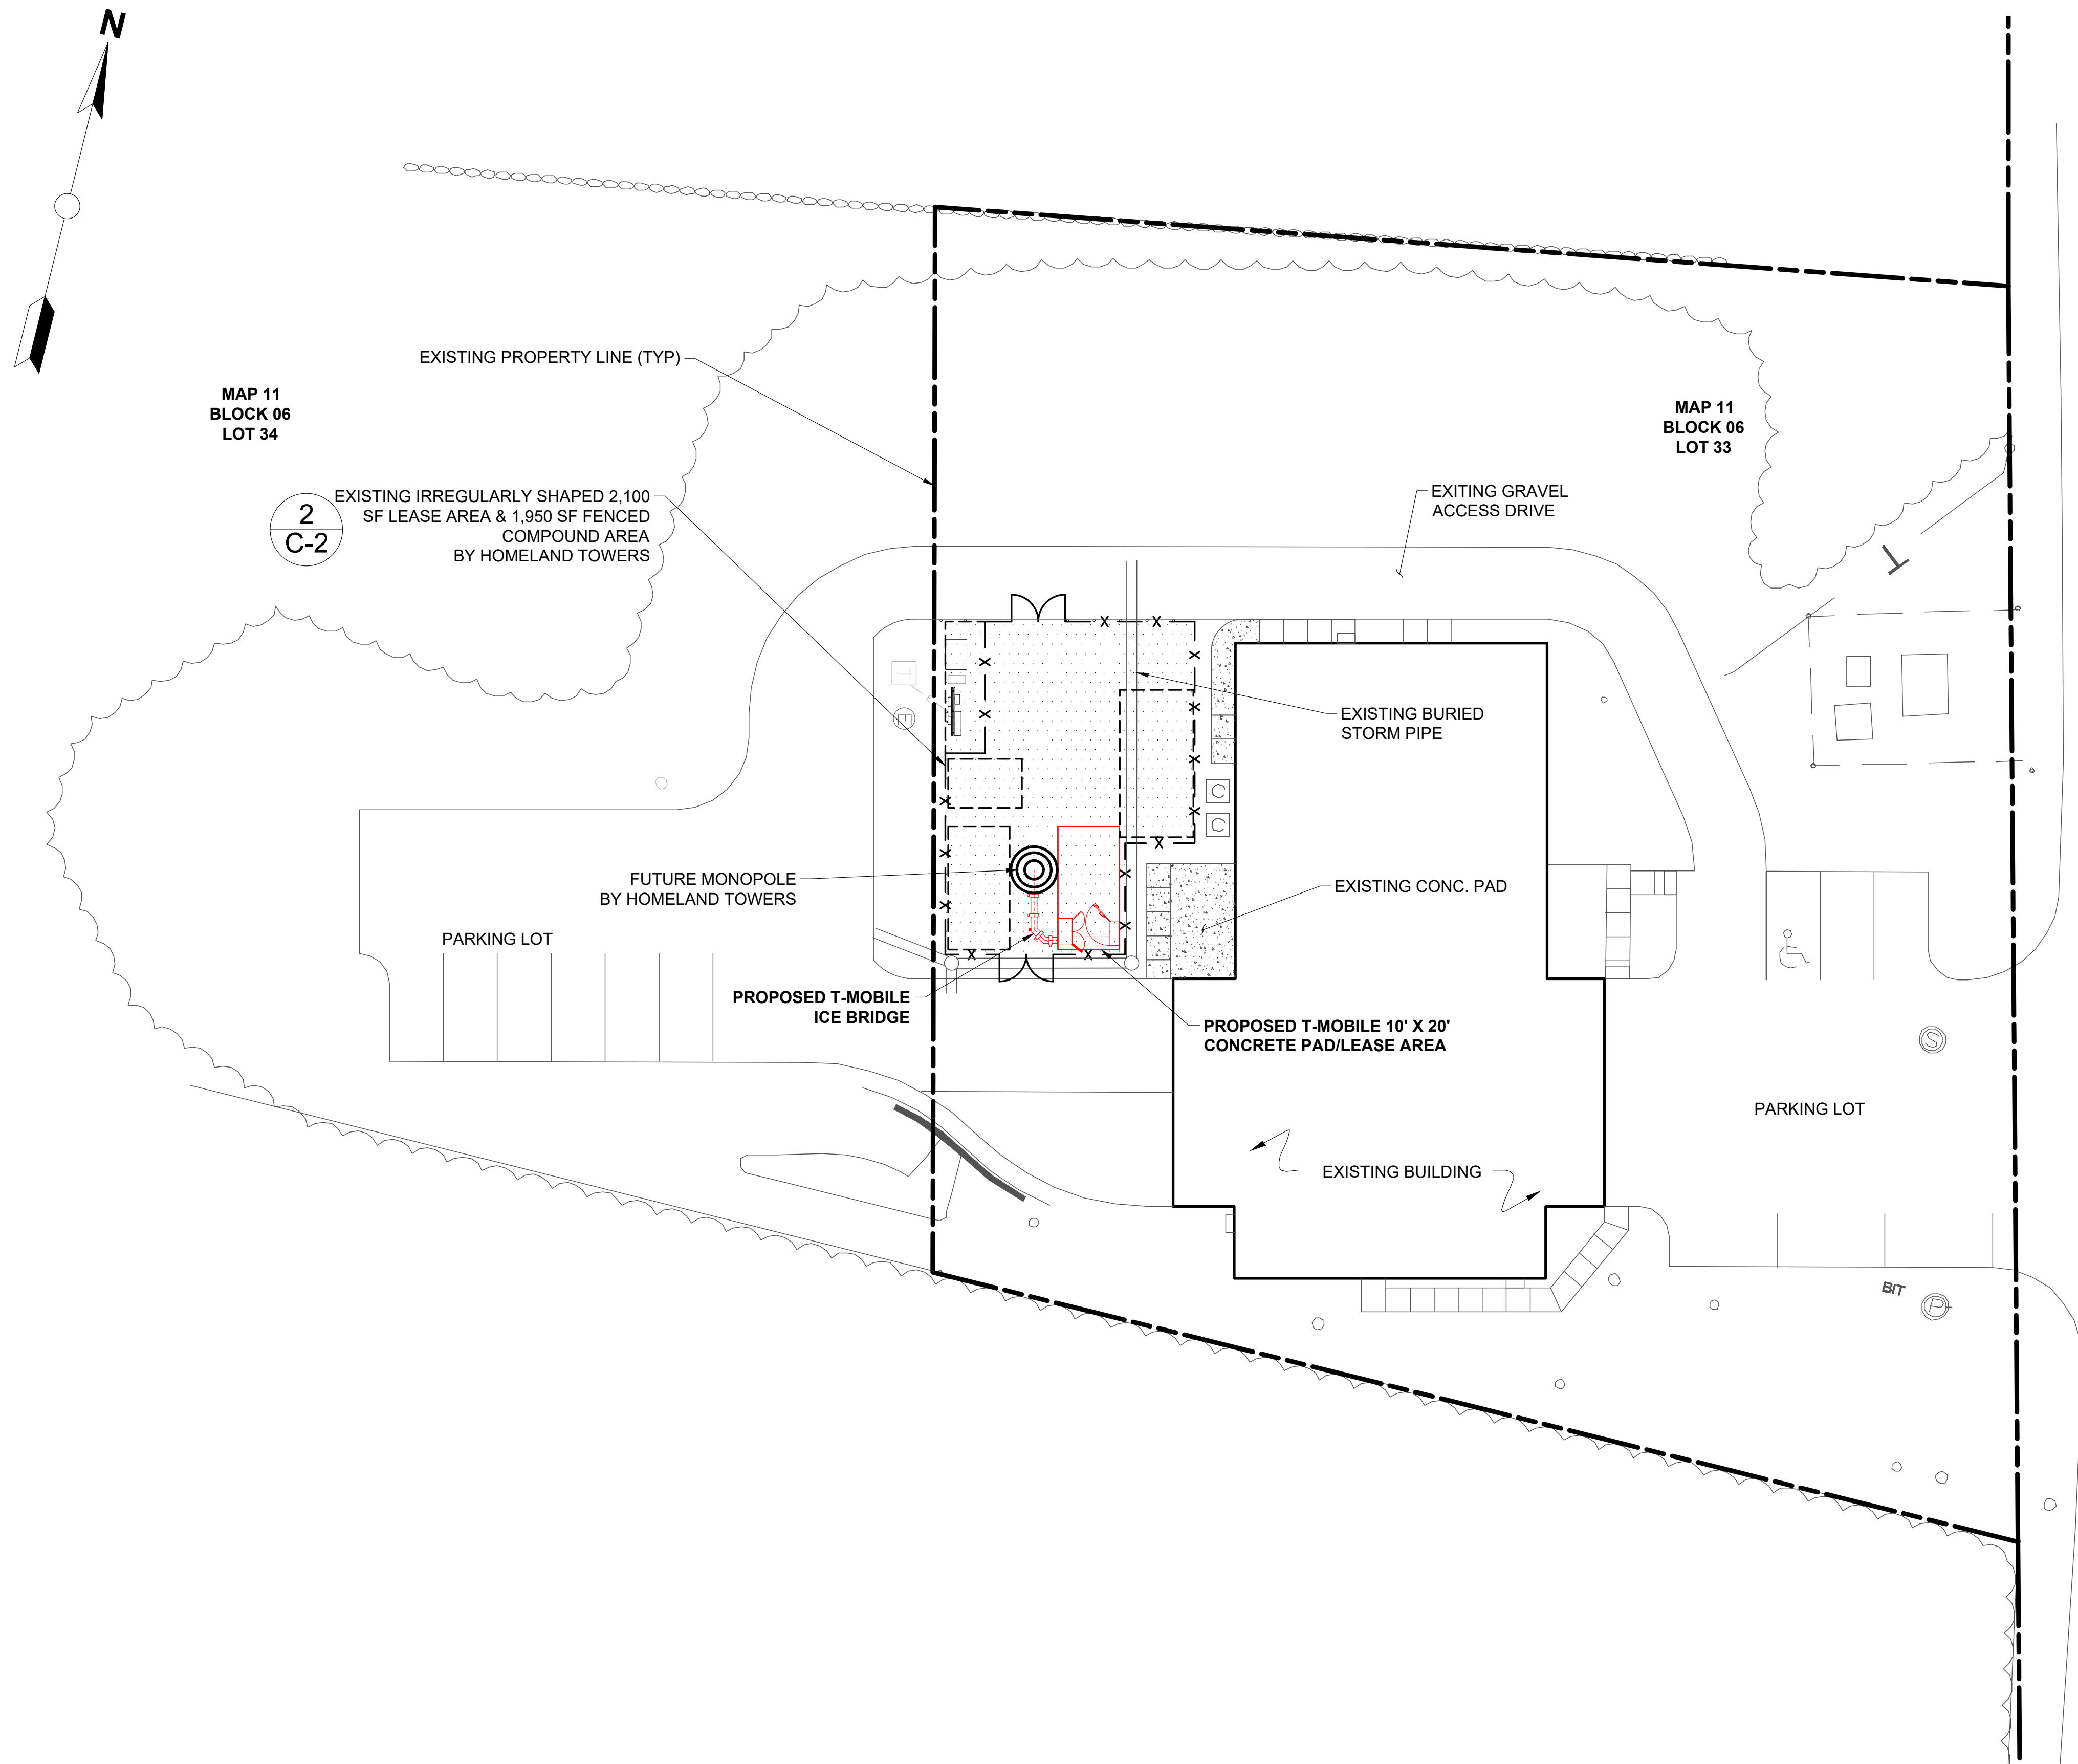 N
EXISTING PROPERTY LINE (TYP)
MAP 11
BLOCK 06
LOT 34
MAP 11
BLOCK 06
LOT 33
2
C-2
EXISTING IRREGULARLY SHAPED 2,100
SF LEASE AREA & 1,950 SF FENCED
COMPOUND AREA
BY HOMELAND TOWERS
EXITING GRAVEL
ACCESS DRIVE
T
T
E
EXISTING BURIED
STORM PIPE
C
C
FUTURE MONOPOLE
BY HOMELAND TOWERS
EXISTING CONC. PAD
PARKING LOT
PROPOSED T-MOBILE
ICE BRIDGE
PROPOSED T-MOBILE 10' X 20'
CONCRETE PAD/LEASE AREA
S
PARKING LOT
EXISTING BUILDING
BIT
P